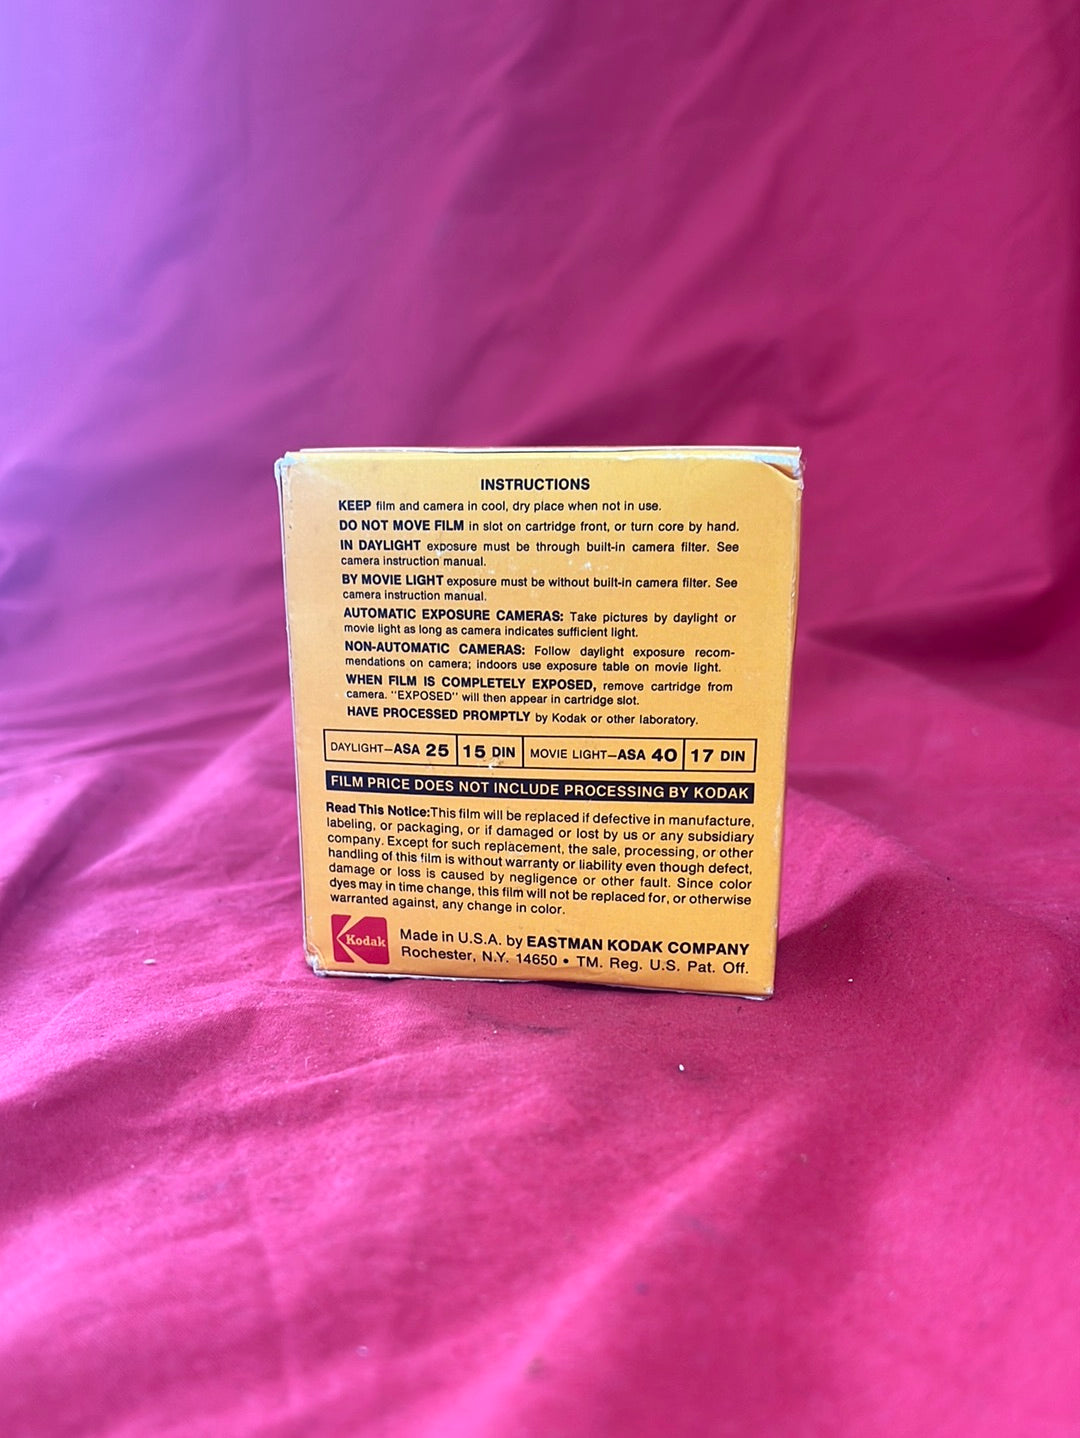 INSTRUCTIONS
KEEP film and camera in cool, dry place when not in use.
DO NOT MOVE FILM in slot on cartridge front, or turn core by hand.
IN DAYLIGHT exposure must be through built-in camera filter. See
camera instruction manual.
BY MOVIE LIGHT exposure must be without built-in camera filter. See
camera instruction manual.
AUTOMATIC EXPOSURE CAMERAS: Take pictures by daylight or
movie light as long as camera indicates sufficient light.
NON-AUTOMATIC CAMERAS: Follow daylight exposure recom-
mendations on camera; indoors use exposure table on movie light.
WHEN FILM IS COMPLETELY EXPOSED, remove cartridge from
camera. "EXPOSED" will then appear in cartridge slot.
HAVE PROCESSED PROMPTLY by Kodak or other laboratory.
DAYLIGHT—ASA 25 15 DIN MOVIE LIGHT—ASA 40 17 DIN
FILM PRICE DOES NOT INCLUDE PROCESSING BY KODAK
Read This Notice: This film will be replaced if defective in manufacture,
labeling, or packaging, or if damaged or lost by us or any subsidiary
company. Except for such replacement, the sale, processing, or other
handling of this film is without warranty or liability even though defect,
damage or loss is caused by negligence or other fault. Since color
dyes may in time change, this film will not be replaced for, or otherwise
warranted against, any change in color.
Kodak
Made in U.S.A. by EASTMAN KODAK COMPANY
Rochester, N.Y. 14650 • TM. Reg. U.S. Pat. Off.